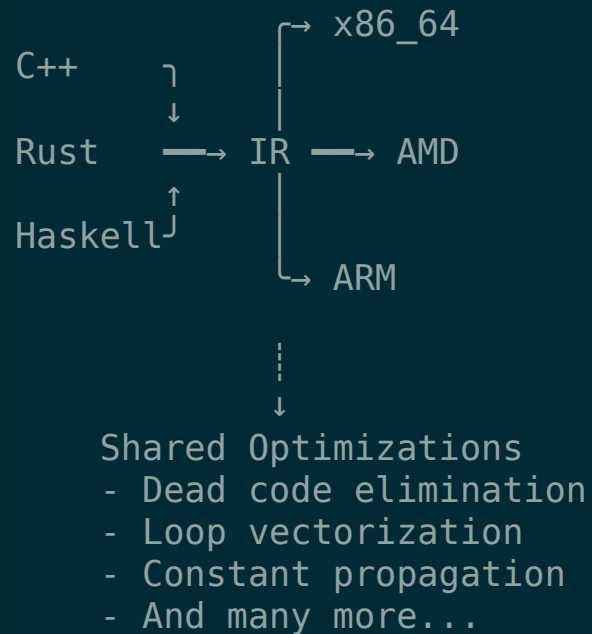 x86_64
C++
Rust → IR → AMD
Haskell
ARM
Shared Optimizations
- Dead code elimination
- Loop vectorization
- Constant propagation
- And many more...